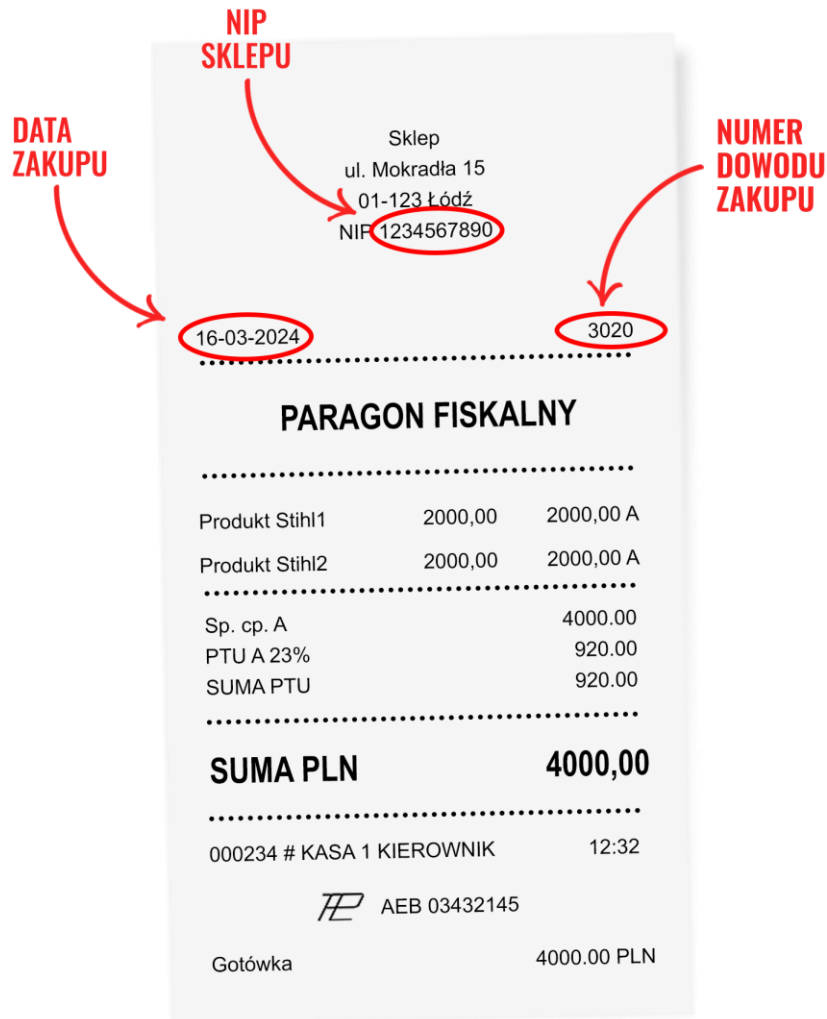 NIP
SKLEPU
DATA
ZAKUPU
NUMER
DOWODU
ZAKUPU
Sklep
ul. Mokradła 15
01-123 Łódź
NIP 1234567890
16-03-2024 3020
PARAGON FISKALNY
Produkt Stihl1 2000,00 2000,00 A
Produkt Stihl2 2000,00 2000,00 A
Sp. cp. A 4000.00
PTU A 23% 920.00
SUMA PTU 920.00
SUMA PLN 4000,00
000234 # KASA 1 KIEROWNIK 12:32
AEB 03432145
Gotówka 4000.00 PLN